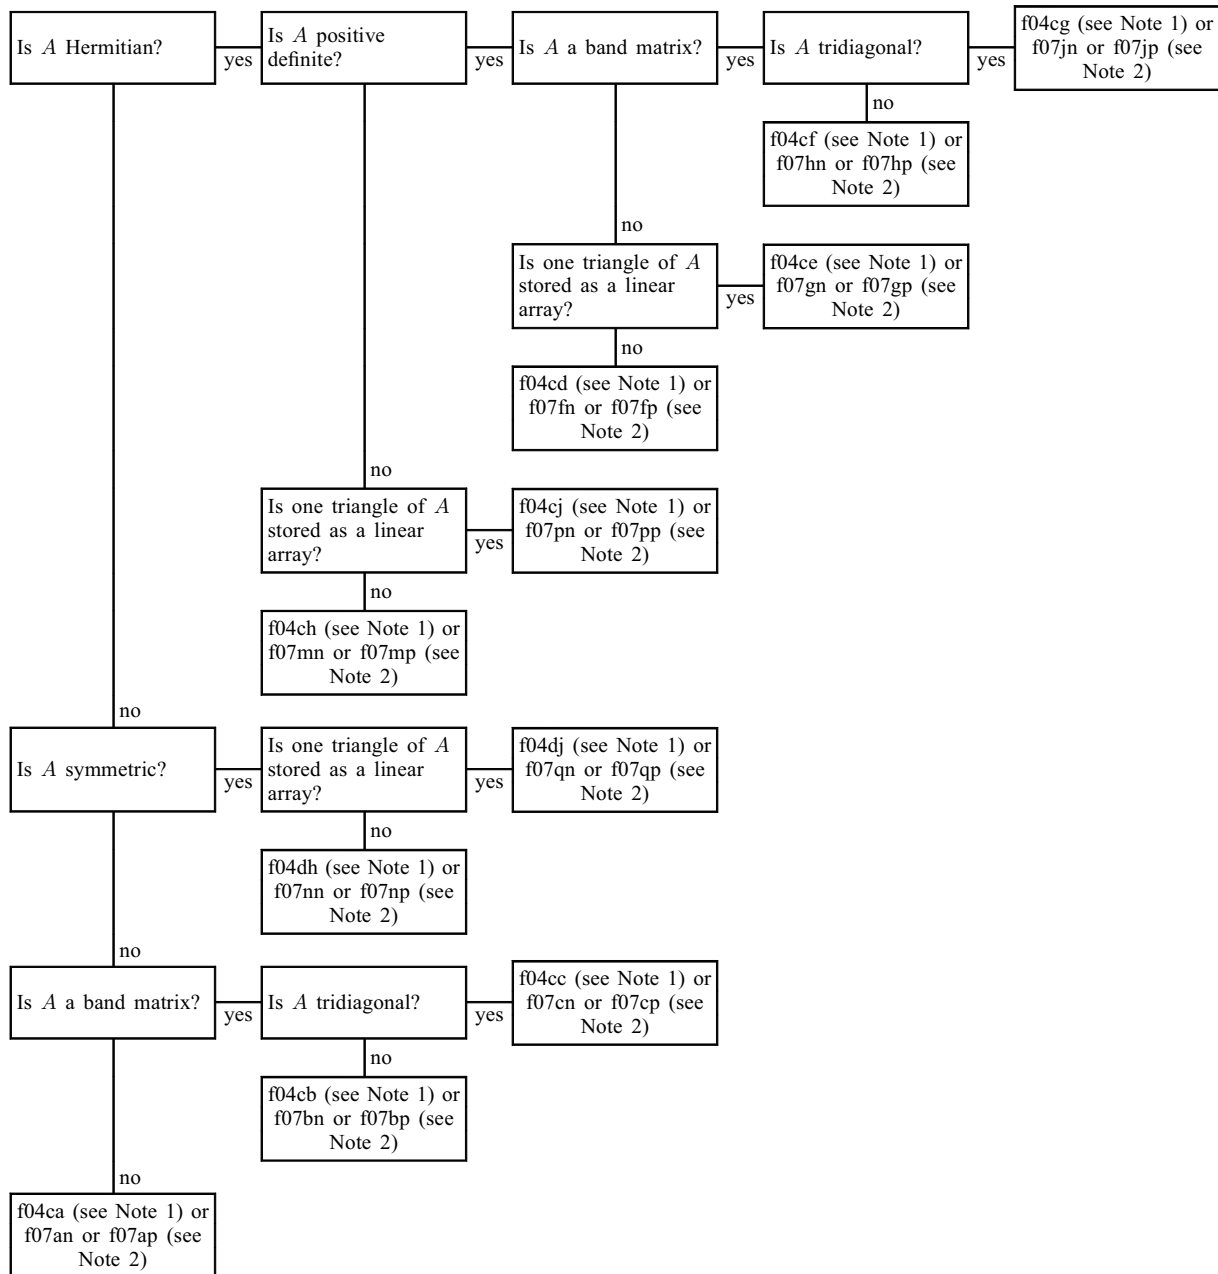 Is A Hermitian?
yes
Is A positive
definite?
yes
Is A a band matrix?
yes
Is A tridiagonal?
yes
f04cg (see Note 1) or
f07jn or f07jp (see
Note 2)
no
f04cf (see Note 1) or
f07hn or f07hp (see
Note 2)
no
Is one triangle of A
stored as a linear
array?
yes
f04ce (see Note 1) or
f07gn or f07gp (see
Note 2)
no
f04cd (see Note 1) or
f07fn or f07fp (see
Note 2)
no
Is one triangle of A
stored as a linear
array?
yes
f04cj (see Note 1) or
f07pn or f07pp (see
Note 2)
no
f04ch (see Note 1) or
f07mn or f07mp (see
Note 2)
no
Is A symmetric?
yes
Is one triangle of A
stored as a linear
array?
yes
f04dj (see Note 1) or
f07qn or f07qp (see
Note 2)
no
f04dh (see Note 1) or
f07nn or f07np (see
Note 2)
no
Is A a band matrix?
yes
Is A tridiagonal?
yes
f04cc (see Note 1) or
f07cn or f07cp (see
Note 2)
no
f04cb (see Note 1) or
f07bn or f07bp (see
Note 2)
no
f04ca (see Note 1) or
f07an or f07ap (see
Note 2)